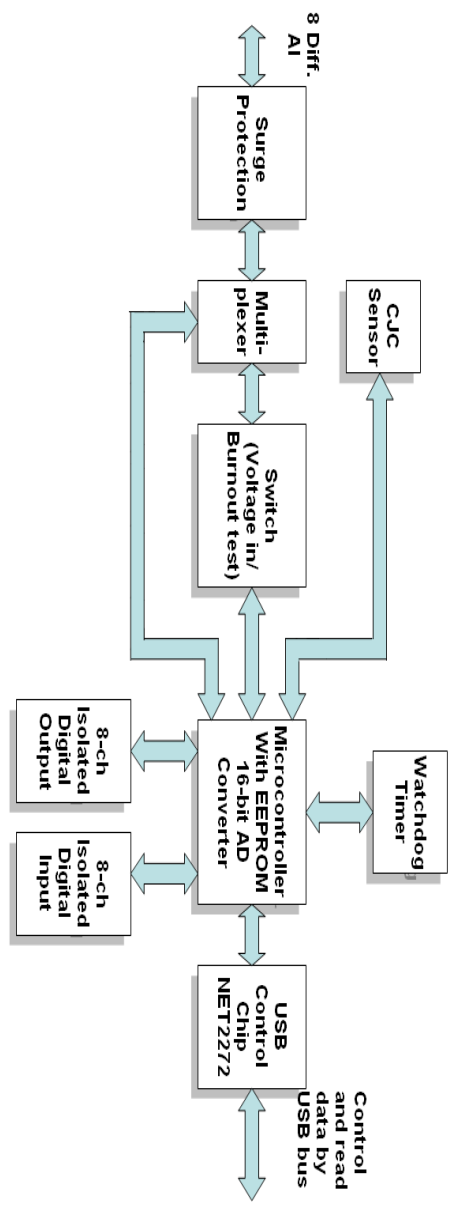 8 Diff.
AI
Surge
Protection
Multi-
plexer
CJC
Sensor
Switch
(Voltage in/
Burnout test)
Microcontroller
With EEPROM
16-bit AD
Converter
Watchdog
Timer
8-ch
Isolated
Digital
Output
8-ch
Isolated
Digital
Input
USB
Control
Chip
NET2272
Control
and read
data by
USB bus